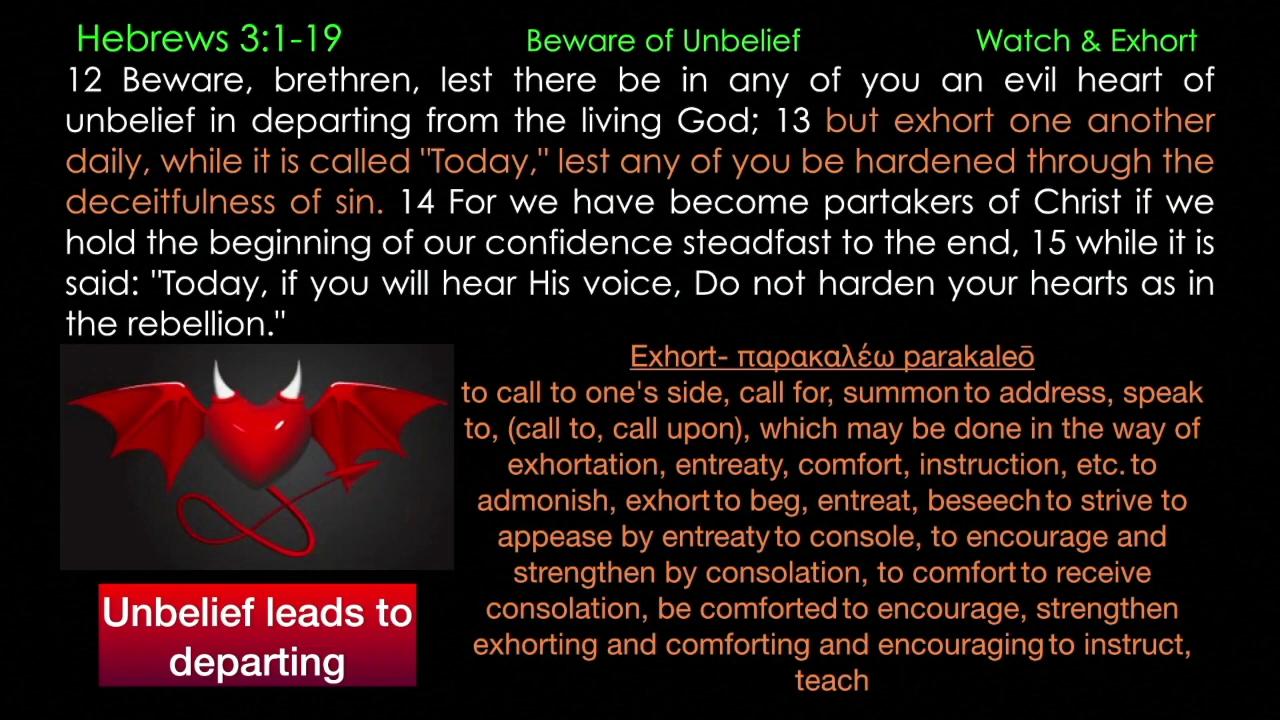 Hebrews 3:1-19 Beware of Unbelief Watch & Exhort
12 Beware, brethren, lest there be in any of you an evil heart of
unbelief in departing from the living God; 13 but exhort one another
daily, while it is called "Today," lest any of you be hardened through the
deceitfulness of sin. 14 For we have become partakers of Christ if we
hold the beginning of our confidence steadfast to the end, 15 while it is
said: "Today, if you will hear His voice, Do not harden your hearts as in
the rebellion."
Exhort- παρακαλέω parakaleō
to call to one's side, call for, summon to address, speak
to, (call to, call upon), which may be done in the way of
exhortation, entreaty, comfort, instruction, etc. to
admonish, exhort to beg, entreat, beseech to strive to
appease by entreaty to console, to encourage and
strengthen by consolation, to comfort to receive
consolation, be comforted to encourage, strengthen
exhorting and comforting and encouraging to instruct,
teach
Unbelief leads to
departing